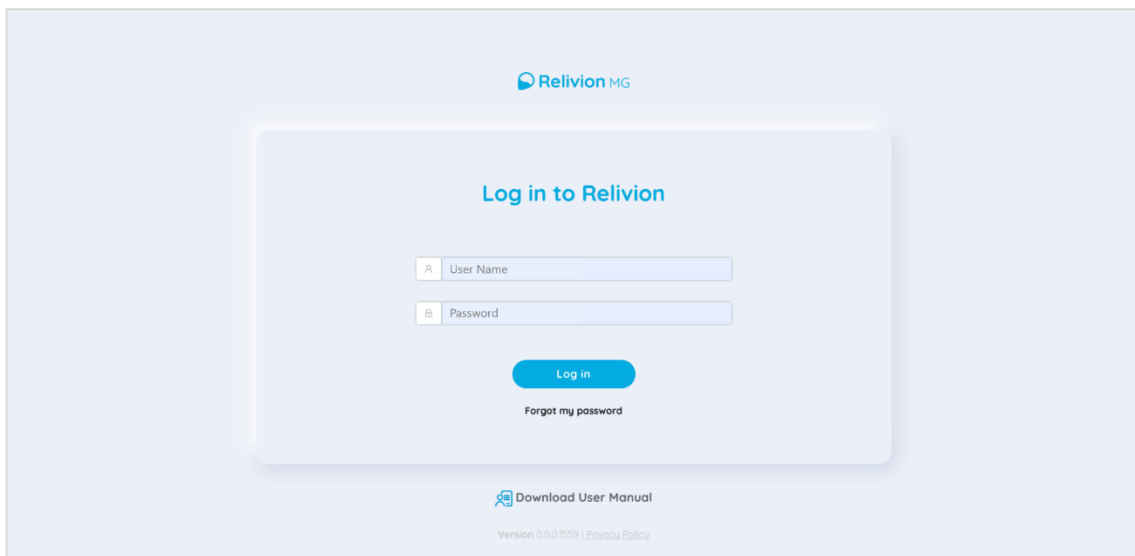 Relivion MG
Log in to Relivion
User Name
Password
Log in
Forgot my password
Download User Manual
Version 0.0.0.1559 | Privacy Policy